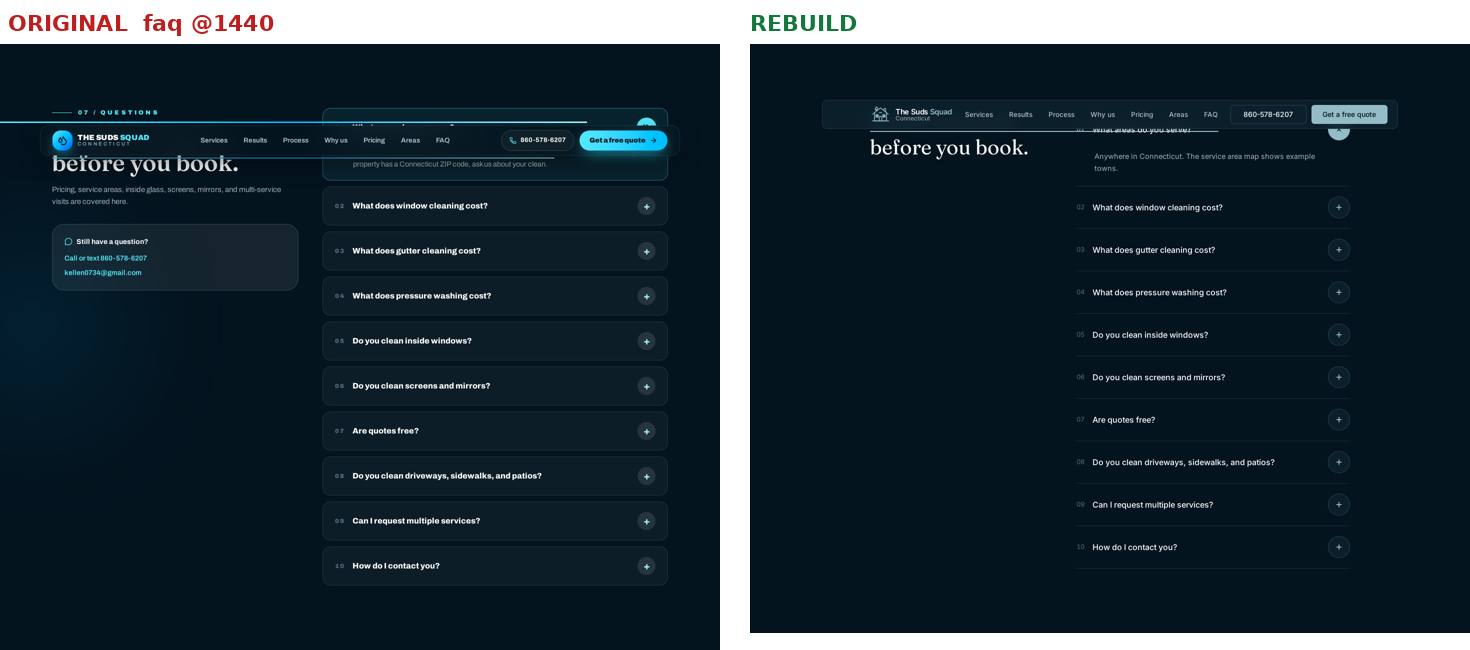 ORIGINAL faq @1440
07 / QUESTIONS
THE SUDS SQUAD
CONNECTICUT
Services
Results
Process
Why us
Pricing
Areas
FAQ
860-578-6207
Get a free quote →
before you book.
Pricing, service areas, inside glass, screens, mirrors, and multi-service
visits are covered here.
Still have a question?
Call or text 860-578-6207
kellen0734@gmail.com
property has a Connecticut ZIP code, ask us about your clean.
02 What does window cleaning cost? +
03 What does gutter cleaning cost? +
04 What does pressure washing cost? +
05 Do you clean inside windows? +
06 Do you clean screens and mirrors? +
07 Are quotes free? +
08 Do you clean driveways, sidewalks, and patios? +
09 Can I request multiple services? +
10 How do I contact you? +
REBUILD
The Suds Squad
Connecticut
Services
Results
Process
Why us
Pricing
Areas
FAQ
860-578-6207
Get a free quote
before you book.
01 What areas do you serve?
Anywhere in Connecticut. The service area map shows example
towns.
02 What does window cleaning cost? +
03 What does gutter cleaning cost? +
04 What does pressure washing cost? +
05 Do you clean inside windows? +
06 Do you clean screens and mirrors? +
07 Are quotes free? +
08 Do you clean driveways, sidewalks, and patios? +
09 Can I request multiple services? +
10 How do I contact you? +